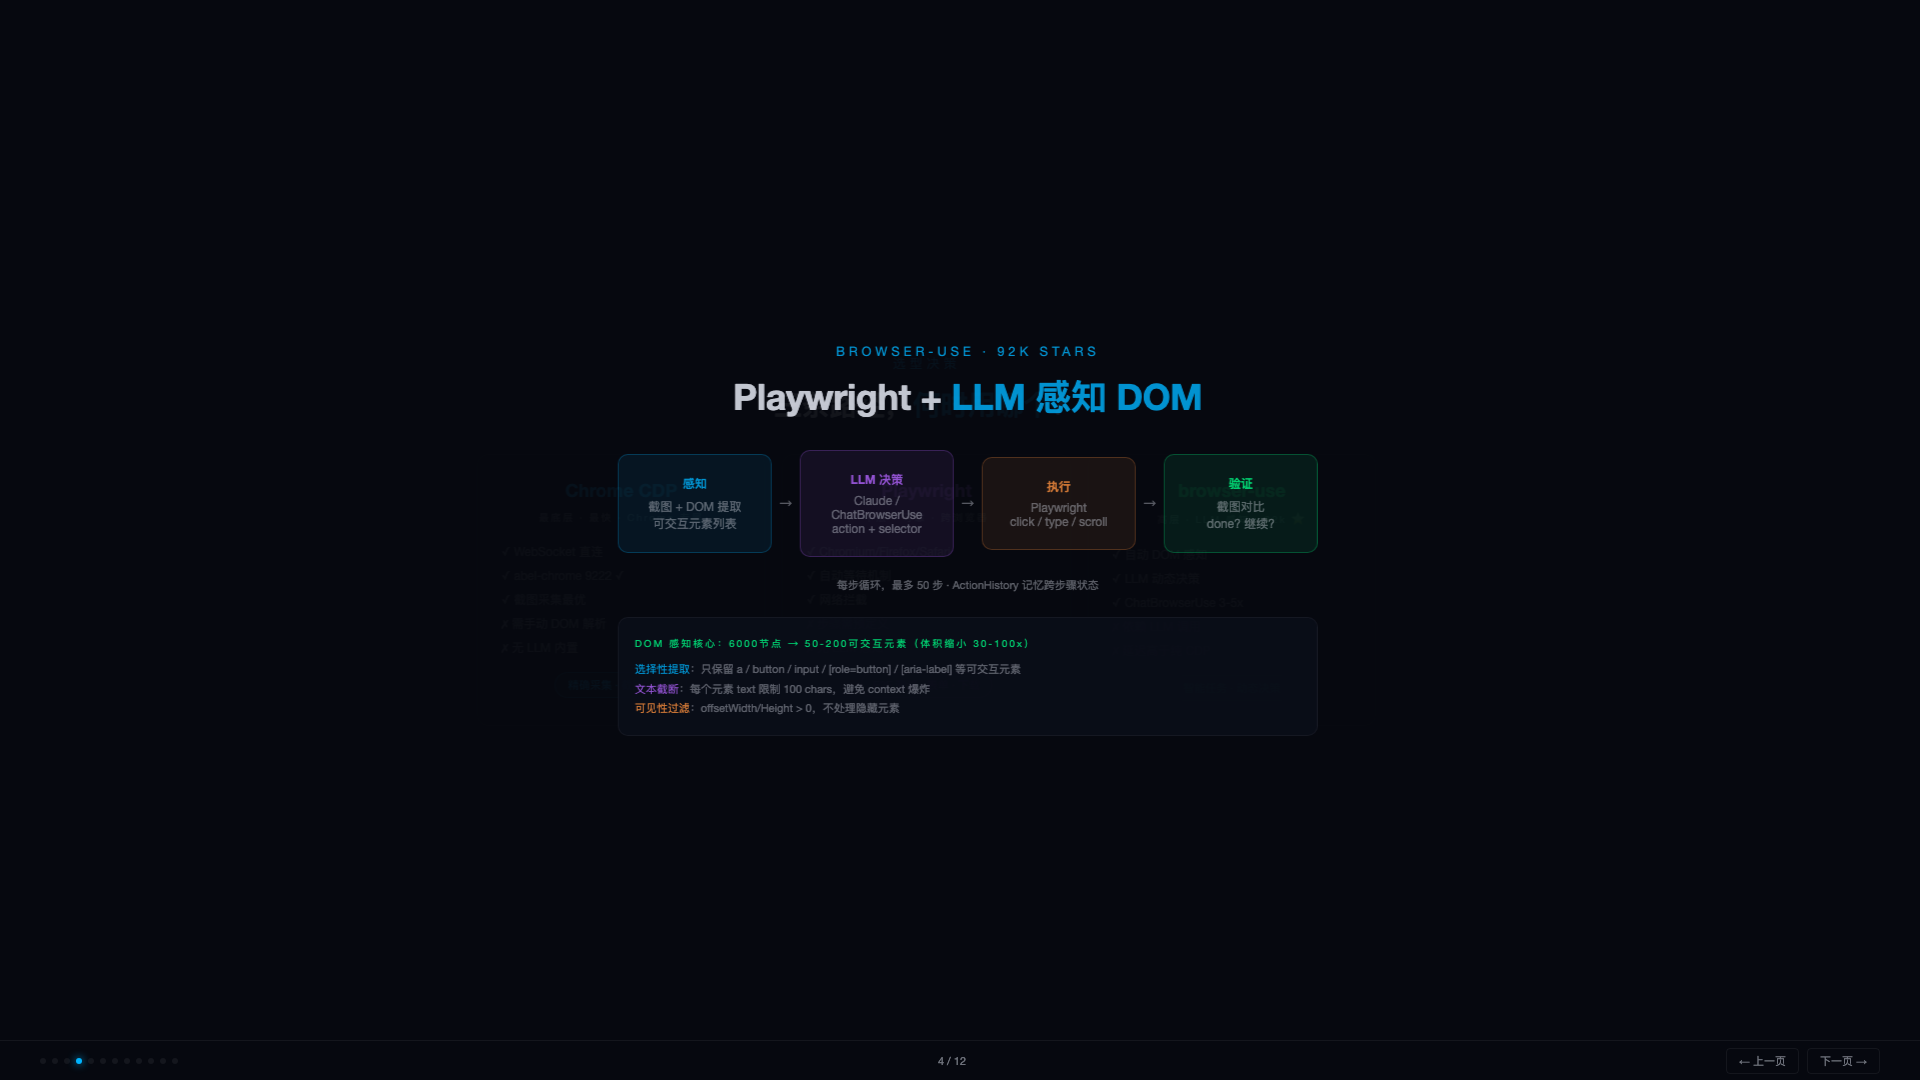 BROWSER-USE · 92K STARS
Playwright + LLM 感知 DOM
感知
截图 + DOM 提取
可交互元素列表
→
LLM 决策
Claude /
ChatBrowserUse
action + selector
→
执行
Playwright
click / type / scroll
→
验证
截图对比
done? 继续?
Chrome CDP
browser-use
每步循环，最多 50 步 · ActionHistory 记忆跨步骤状态
DOM 感知核心：6000节点 → 50-200可交互元素（体积缩小 30-100x）
选择性提取：只保留 a / button / input / [role=button] / [aria-label] 等可交互元素
文本截断：每个元素 text 限制 100 chars，避免 context 爆炸
可见性过滤：offsetWidth/Height > 0，不处理隐藏元素
4 / 12
← 上一页
下一页 →